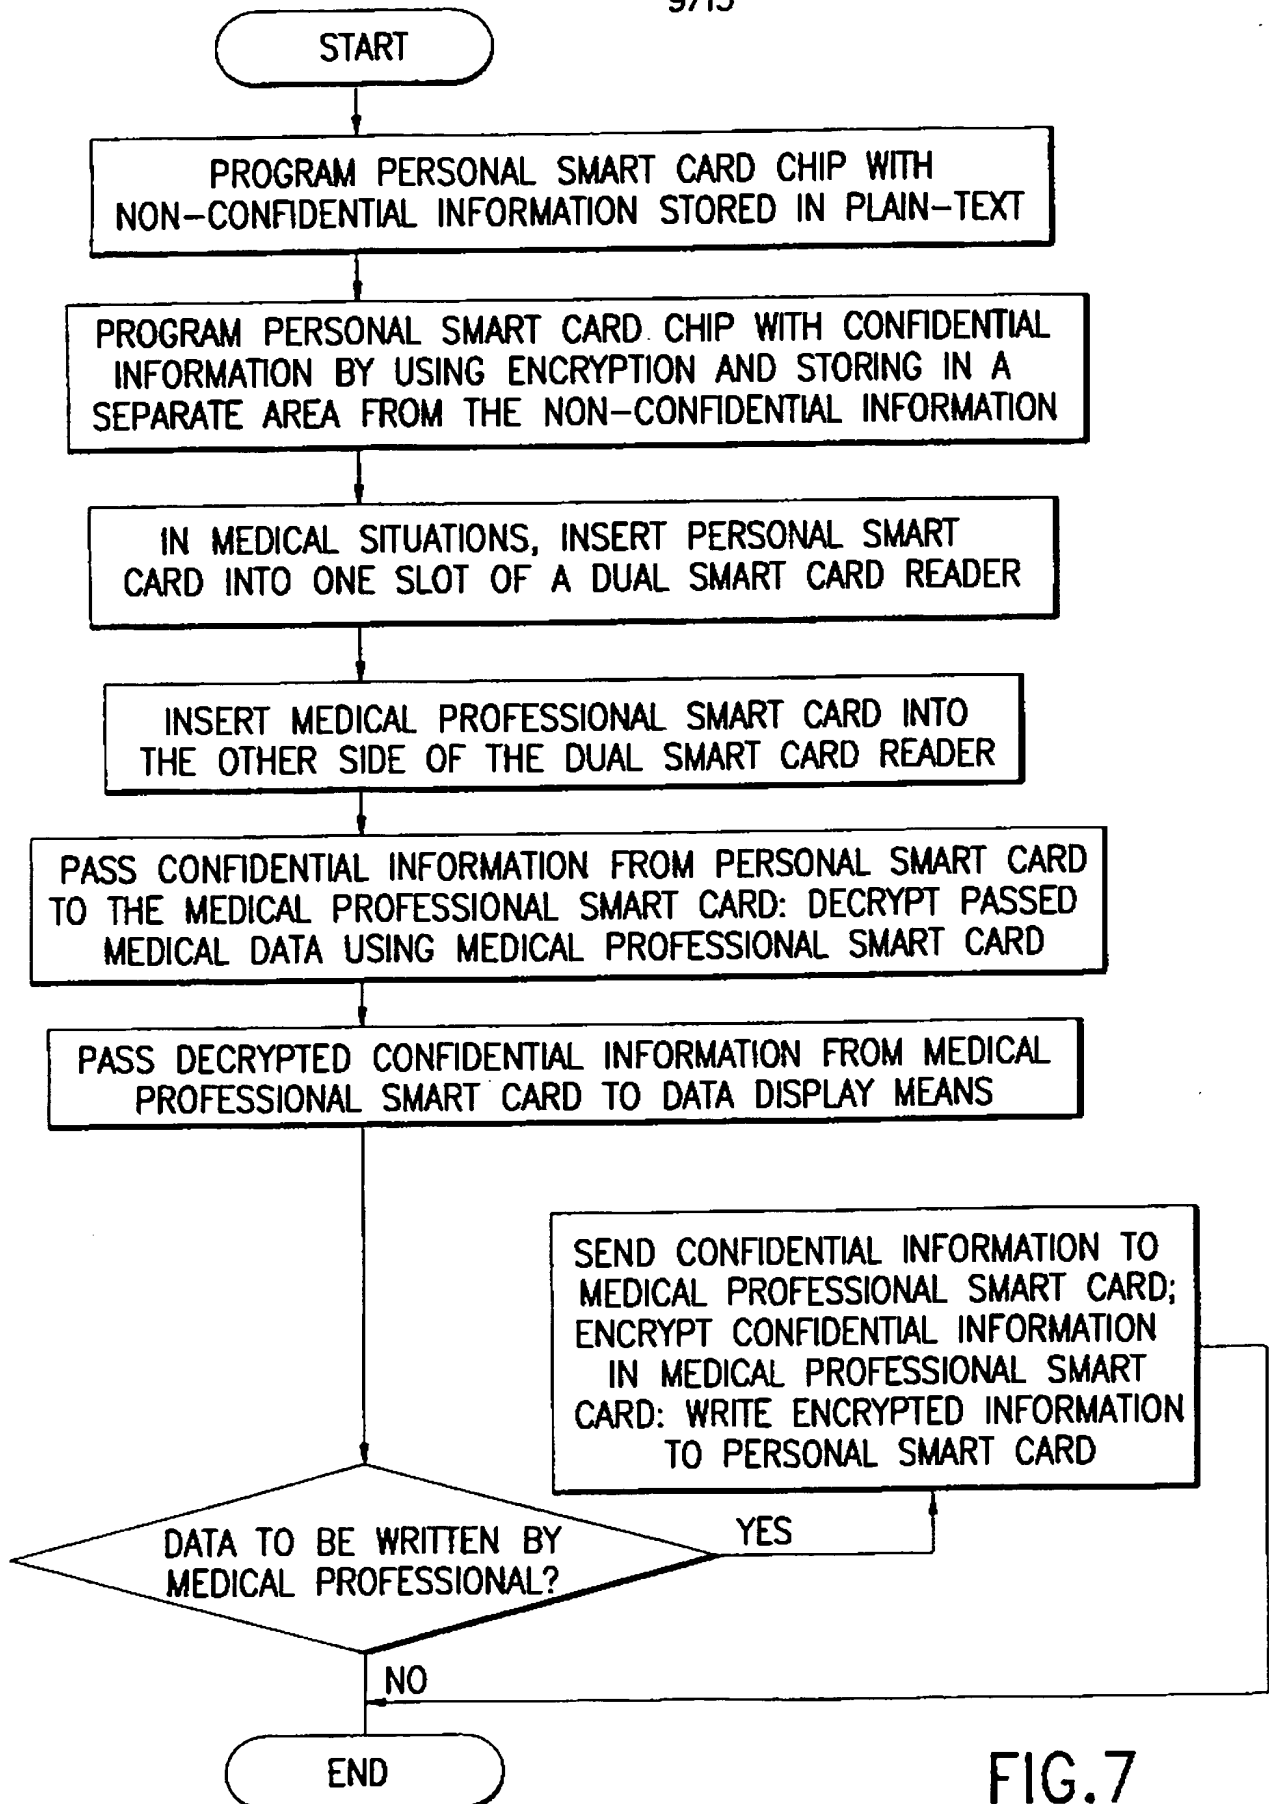 9/15
START
PROGRAM PERSONAL SMART CARD CHIP WITH
NON-CONFIDENTIAL INFORMATION STORED IN PLAIN-TEXT
PROGRAM PERSONAL SMART CARD CHIP WITH CONFIDENTIAL
INFORMATION BY USING ENCRYPTION AND STORING IN A
SEPARATE AREA FROM THE NON-CONFIDENTIAL INFORMATION
IN MEDICAL SITUATIONS, INSERT PERSONAL SMART
CARD INTO ONE SLOT OF A DUAL SMART CARD READER
INSERT MEDICAL PROFESSIONAL SMART CARD INTO
THE OTHER SIDE OF THE DUAL SMART CARD READER
PASS CONFIDENTIAL INFORMATION FROM PERSONAL SMART CARD
TO THE MEDICAL PROFESSIONAL SMART CARD: DECRYPT PASSED
MEDICAL DATA USING MEDICAL PROFESSIONAL SMART CARD
PASS DECRYPTED CONFIDENTIAL INFORMATION FROM MEDICAL
PROFESSIONAL SMART CARD TO DATA DISPLAY MEANS
SEND CONFIDENTIAL INFORMATION TO
MEDICAL PROFESSIONAL SMART CARD;
ENCRYPT CONFIDENTIAL INFORMATION
IN MEDICAL PROFESSIONAL SMART
CARD: WRITE ENCRYPTED INFORMATION
TO PERSONAL SMART CARD
YES
DATA TO BE WRITTEN BY
MEDICAL PROFESSIONAL?
NO
END
FIG.7